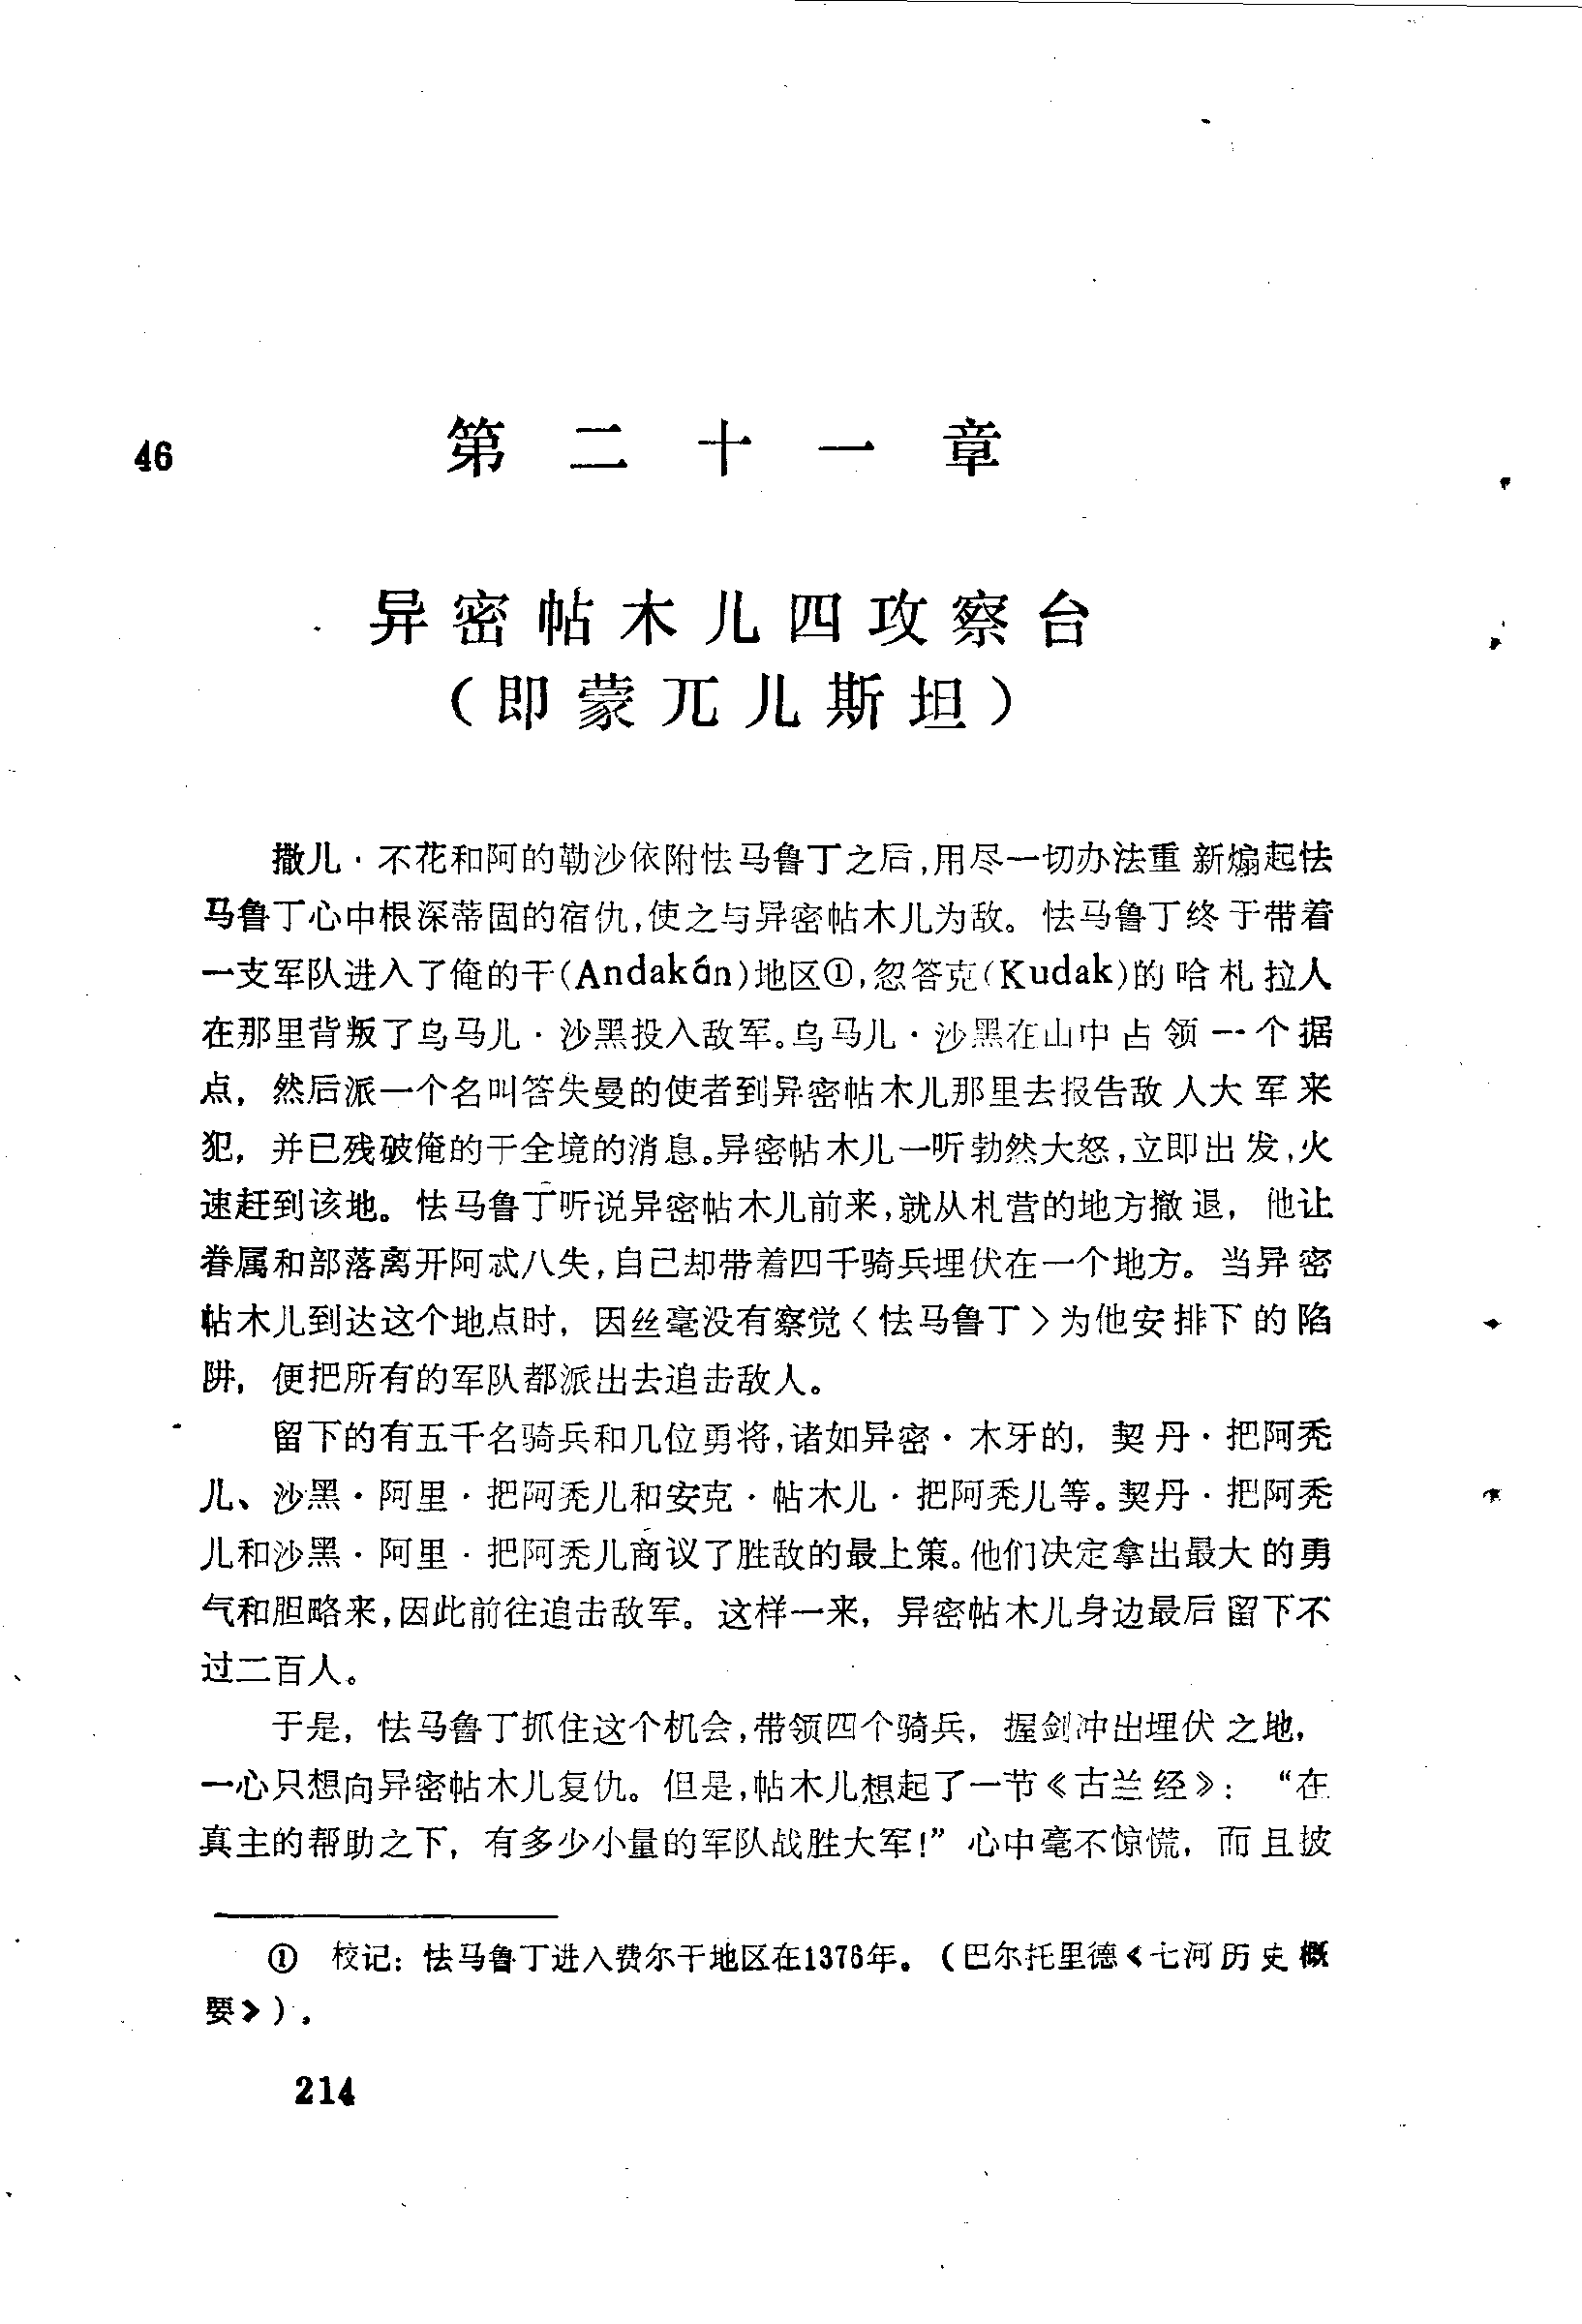 46
第二十一章
异密帖木儿四攻察台
（即蒙兀儿斯坦）
撒儿·不花和阿的勒沙依附怯马鲁丁之后，用尽一切办法重新煽起怯
马鲁丁心中根深蒂固的宿仇，使之与异密帖木儿为敌。怯马鲁丁终于带着
一支军队进入了俺的干(Andakán)地区①，忽答克(Kudak)的哈札拉人
在那里背叛了乌马儿·沙黑投入敌军。乌马儿·沙黑在山中占领一个据
点，然后派一个名叫答失曼的使者到异密帖木儿那里去报告敌人大军来
犯，并已残破俺的干全境的消息。异密帖木儿一听勃然大怒，立即出发，火
速赶到该地。怯马鲁丁听说异密帖木儿前来，就从札营的地方撤退，他让
眷属和部落离开阿忒八失，自己却带着四千骑兵埋伏在一个地方。当异密
帖木儿到达这个地点时，因丝毫没有察觉〈怯马鲁丁〉为他安排下的陷
阱，便把所有的军队都派出去追击敌人。
留下的有五千名骑兵和几位勇将，诸如异密·木牙的，契丹·把阿秃
儿、沙黑·阿里·把阿秃儿和安克·帖木儿·把阿秃儿等。契丹·把阿秃
儿和沙黑·阿里·把阿秃儿商议了胜敌的最上策。他们决定拿出最大的勇
气和胆略来，因此前往追击敌军。这样一来，异密帖木儿身边最后留下不
过二百人。
于是，怯马鲁丁抓住这个机会，带领四个骑兵，握剑冲出埋伏之地，
一心只想向异密帖木儿复仇。但是，帖木儿想起了一节《古兰经》：“在
真主的帮助之下，有多少小量的军队战胜大军！”心中毫不惊慌，而且披
① 校记：怯马鲁丁进入费尔干地区在1376年。（巴尔托里德《七河历史概
要》）。
214